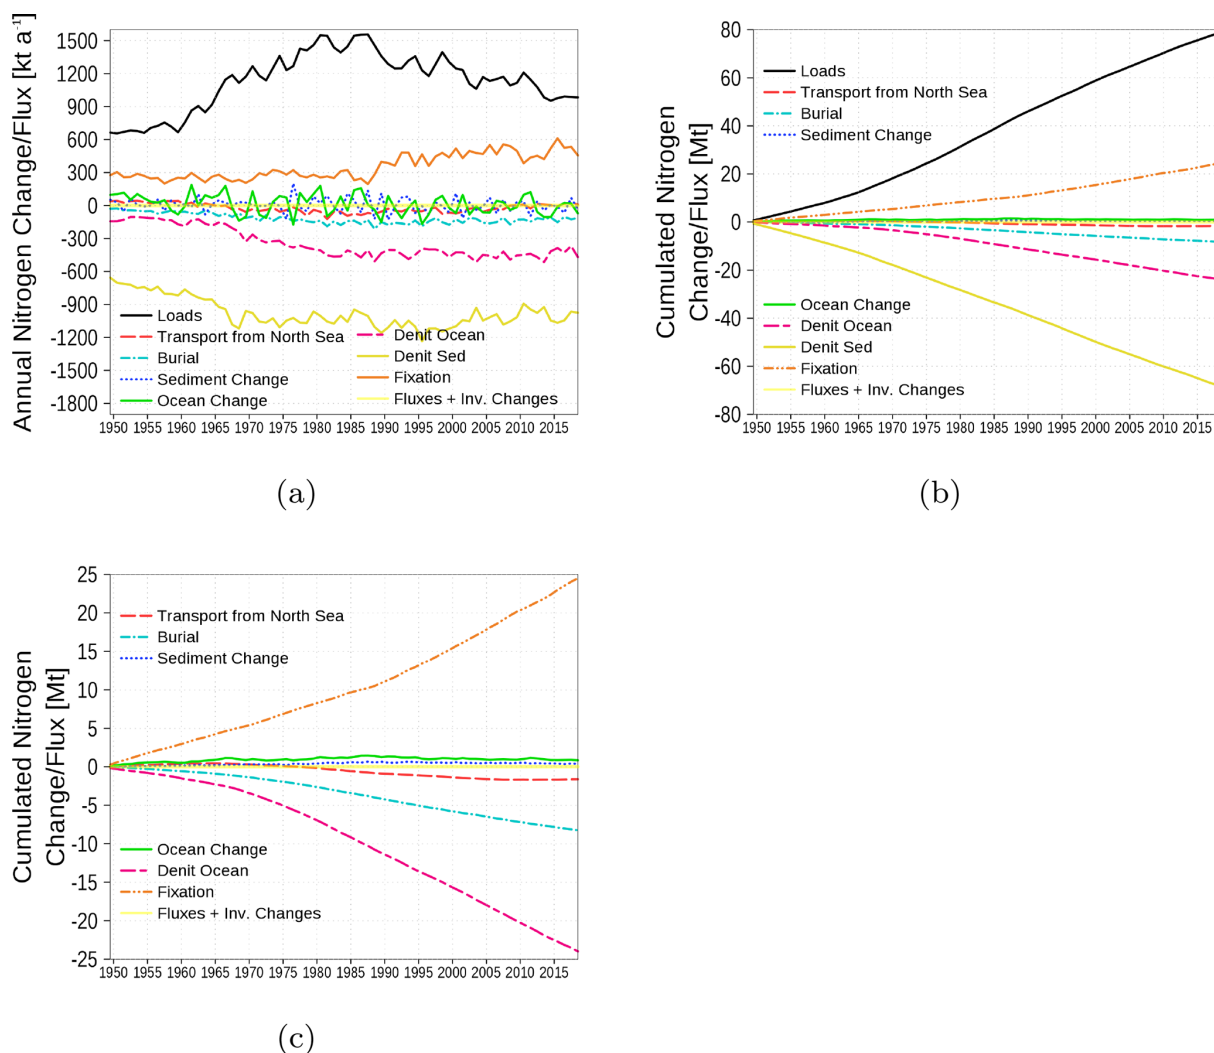 Annual Nitrogen Change/Flux [kt a⁻¹]
1500
1200
900
600
300
0
-300
-600
-900
-1200
-1500
-1800
Loads
Transport from North Sea
Burial
Sediment Change
Ocean Change
Denit Ocean
Denit Sed
Fixation
Fluxes + Inv. Changes
1950 1955 1960 1965 1970 1975 1980 1985 1990 1995 2000 2005 2010 2015
(a)
Cumulated Nitrogen
Change/Flux [Mt]
80
60
40
20
0
-20
-40
-60
-80
Loads
Transport from North Sea
Burial
Sediment Change
Ocean Change
Denit Ocean
Denit Sed
Fixation
Fluxes + Inv. Changes
1950 1955 1960 1965 1970 1975 1980 1985 1990 1995 2000 2005 2010 2015
(b)
Cumulated Nitrogen
Change/Flux [Mt]
25
20
15
10
5
0
-5
-10
-15
-20
-25
Transport from North Sea
Burial
Sediment Change
Ocean Change
Denit Ocean
Fixation
Fluxes + Inv. Changes
1950 1955 1960 1965 1970 1975 1980 1985 1990 1995 2000 2005 2010 2015
(c)